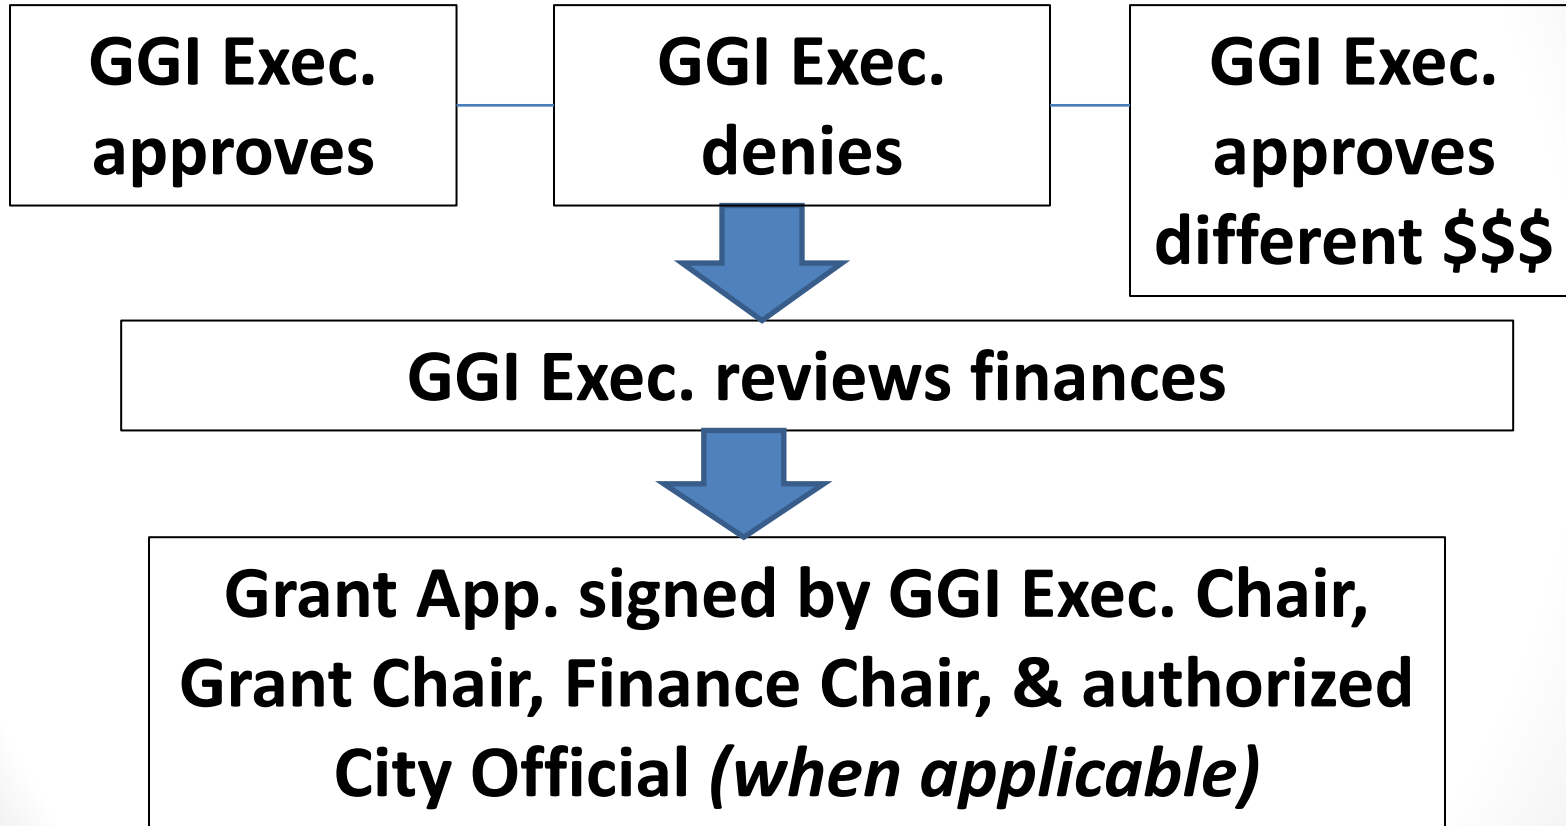 GGI Exec.
approves
GGI Exec.
denies
GGI Exec.
approves
different $$$
GGI Exec. reviews finances
Grant App. signed by GGI Exec. Chair,
Grant Chair, Finance Chair, & authorized
City Official (when applicable)